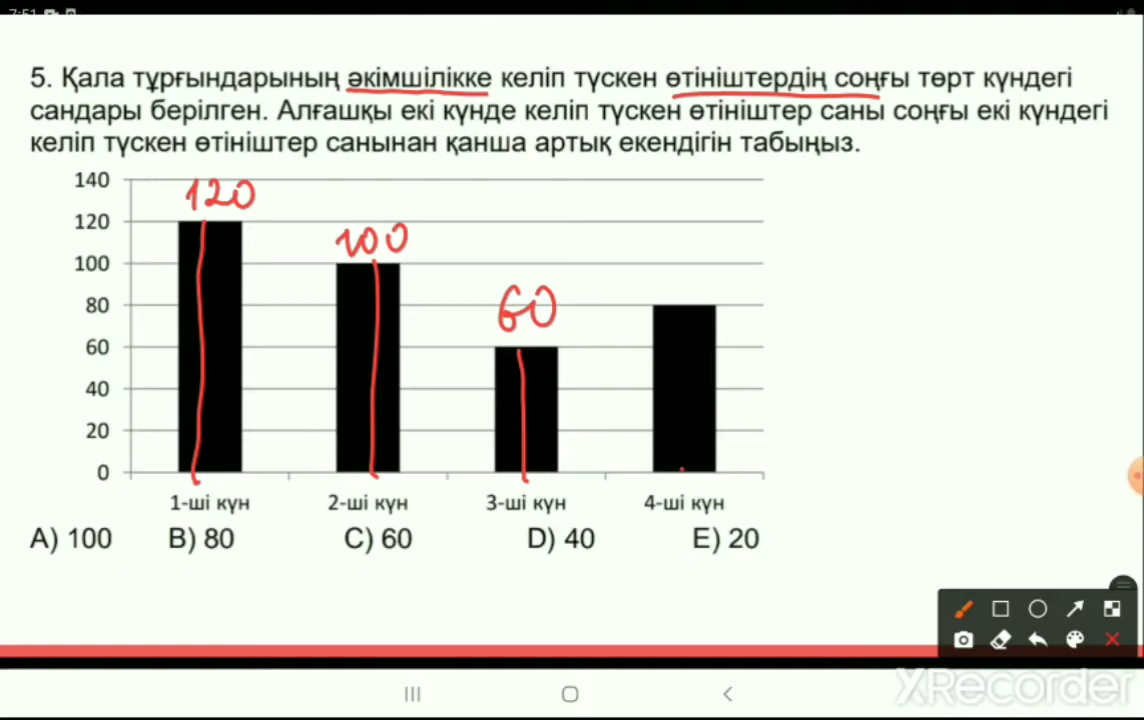 7:51
5. Қала тұрғындарының әкімшілікке келіп түскен өтініштердің соңғы төрт күндегі
сандары берілген. Алғашқы екі күнде келіп түскен өтініштер саны соңғы екі күндегі
келіп түскен өтініштер санынан қанша артық екендігін табыңыз.
140
120
100
80
60
40
20
0
120
100
60
1-ші күн 2-ші күн 3-ші күн 4-ші күн
A) 100 B) 80 C) 60 D) 40 E) 20
XRecorder